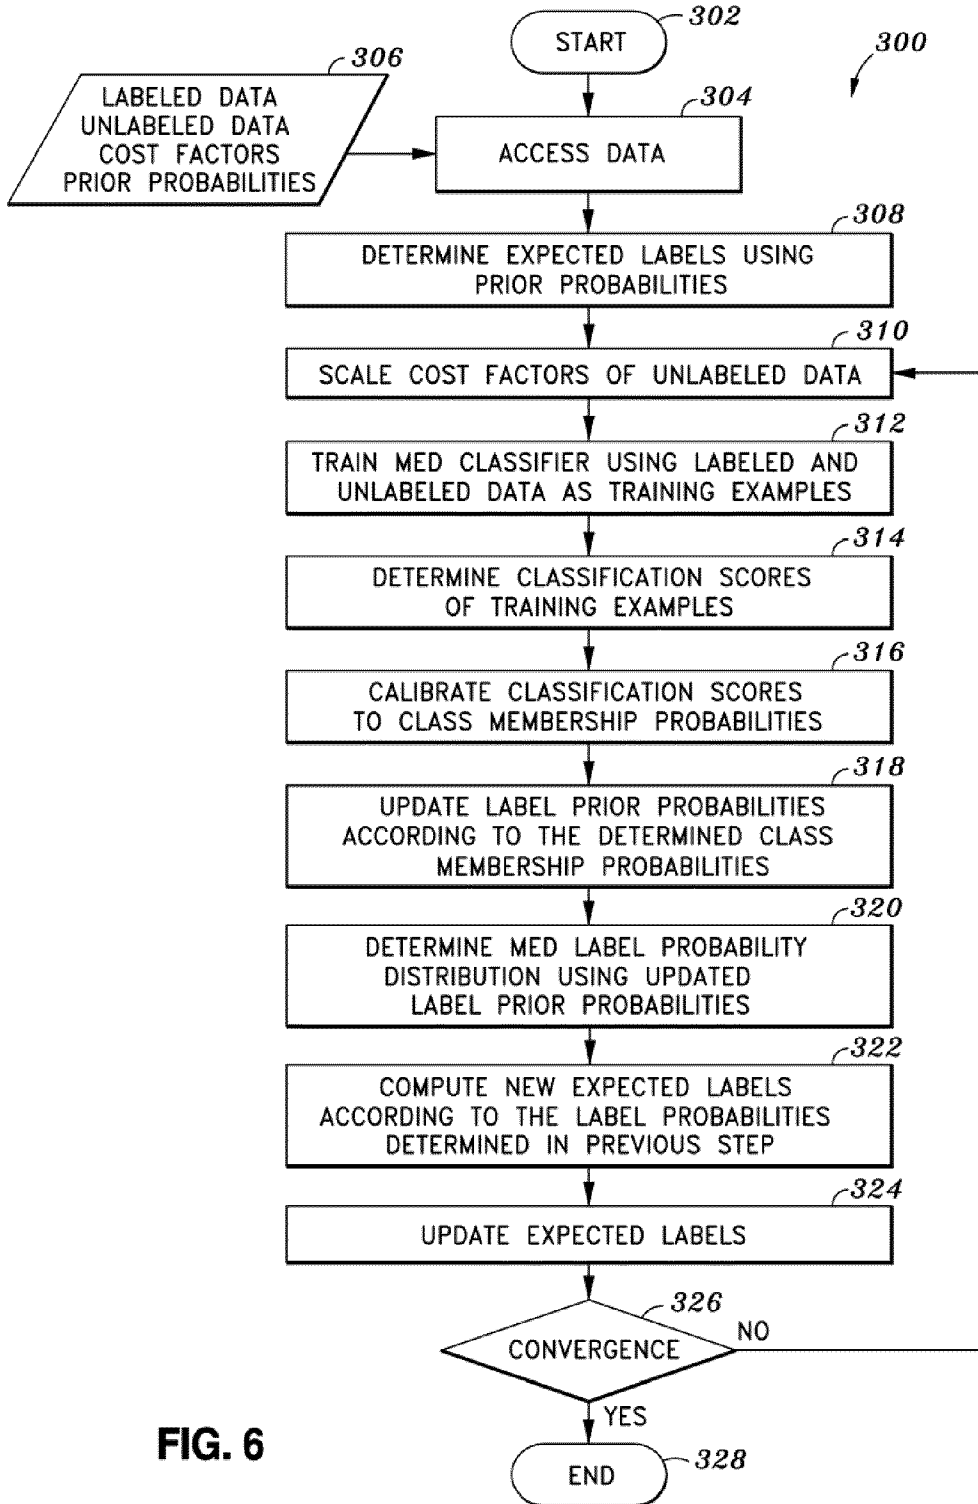 302
START
300
306
LABELED DATA
UNLABELED DATA
COST FACTORS
PRIOR PROBABILITIES
304
ACCESS DATA
308
DETERMINE EXPECTED LABELS USING
PRIOR PROBABILITIES
310
SCALE COST FACTORS OF UNLABELED DATA
312
TRAIN MED CLASSIFIER USING LABELED AND
UNLABELED DATA AS TRAINING EXAMPLES
314
DETERMINE CLASSIFICATION SCORES
OF TRAINING EXAMPLES
316
CALIBRATE CLASSIFICATION SCORES
TO CLASS MEMBERSHIP PROBABILITIES
318
UPDATE LABEL PRIOR PROBABILITIES
ACCORDING TO THE DETERMINED CLASS
MEMBERSHIP PROBABILITIES
320
DETERMINE MED LABEL PROBABILITY
DISTRIBUTION USING UPDATED
LABEL PRIOR PROBABILITIES
322
COMPUTE NEW EXPECTED LABELS
ACCORDING TO THE LABEL PROBABILITIES
DETERMINED IN PREVIOUS STEP
324
UPDATE EXPECTED LABELS
326
CONVERGENCE
NO
YES
FIG. 6
END
328